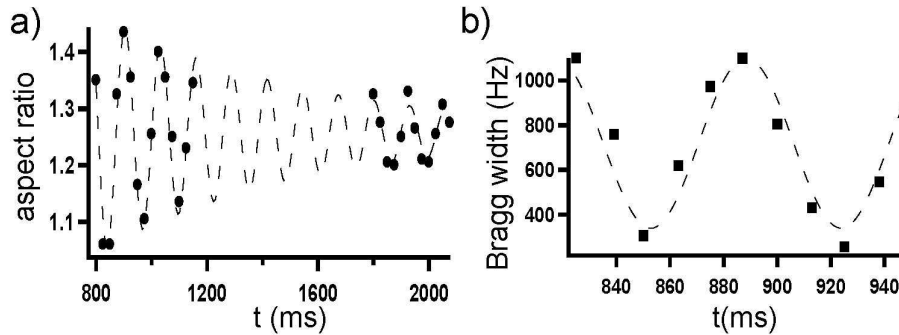 a)
aspect ratio
1.4
1.3
1.2
1.1
800 1200 1600 2000
t (ms)
b)
Bragg width (Hz)
1000
800
600
400
840 860 880 900 920 940
t(ms)